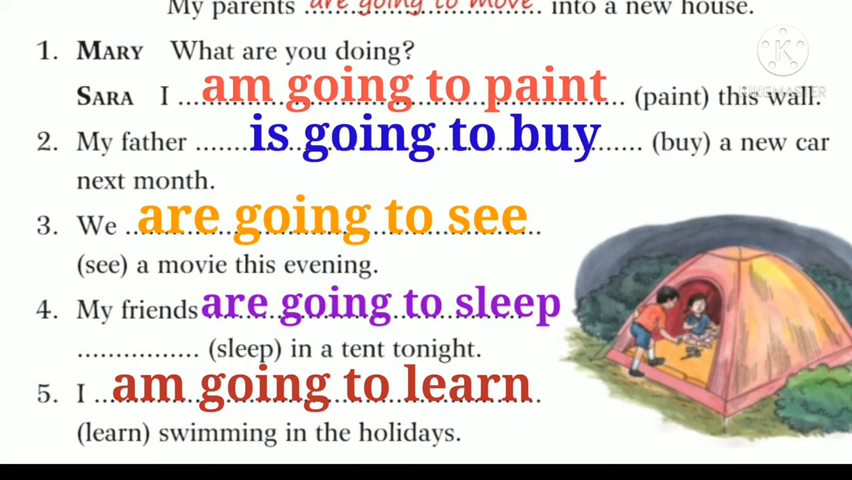 My parents are going to move into a new house.
1. MARY What are you doing?
SARA I am going to paint (paint) this wall.
2. My father is going to buy (buy) a new car
next month.
3. We are going to see
(see) a movie this evening.
4. My friends are going to sleep
............... (sleep) in a tent tonight.
5. I am going to learn
(learn) swimming in the holidays.
K
KINEMASTER